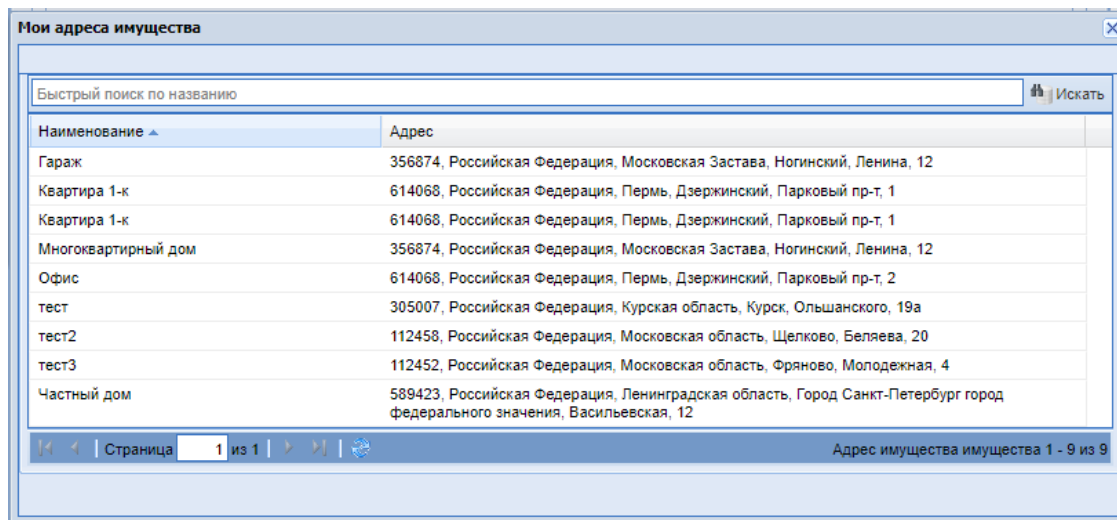 Мои адреса имущества
Быстрый поиск по названию Искать
Наименование Адрес
Гараж 356874, Российская Федерация, Московская Застава, Ногинский, Ленина, 12
Квартира 1-к 614068, Российская Федерация, Пермь, Дзержинский, Парковый пр-т, 1
Квартира 1-к 614068, Российская Федерация, Пермь, Дзержинский, Парковый пр-т, 1
Многоквартирный дом 356874, Российская Федерация, Московская Застава, Ногинский, Ленина, 12
Офис 614068, Российская Федерация, Пермь, Дзержинский, Парковый пр-т, 2
тест 305007, Российская Федерация, Курская область, Курск, Ольшанского, 19а
тест2 112458, Российская Федерация, Московская область, Щелково, Беляева, 20
тест3 112452, Российская Федерация, Московская область, Фряново, Молодежная, 4
Частный дом 589423, Российская Федерация, Ленинградская область, Город Санкт-Петербург город
федерального значения, Васильевская, 12
Страница 1 из 1 Адрес имущества имущества 1 - 9 из 9